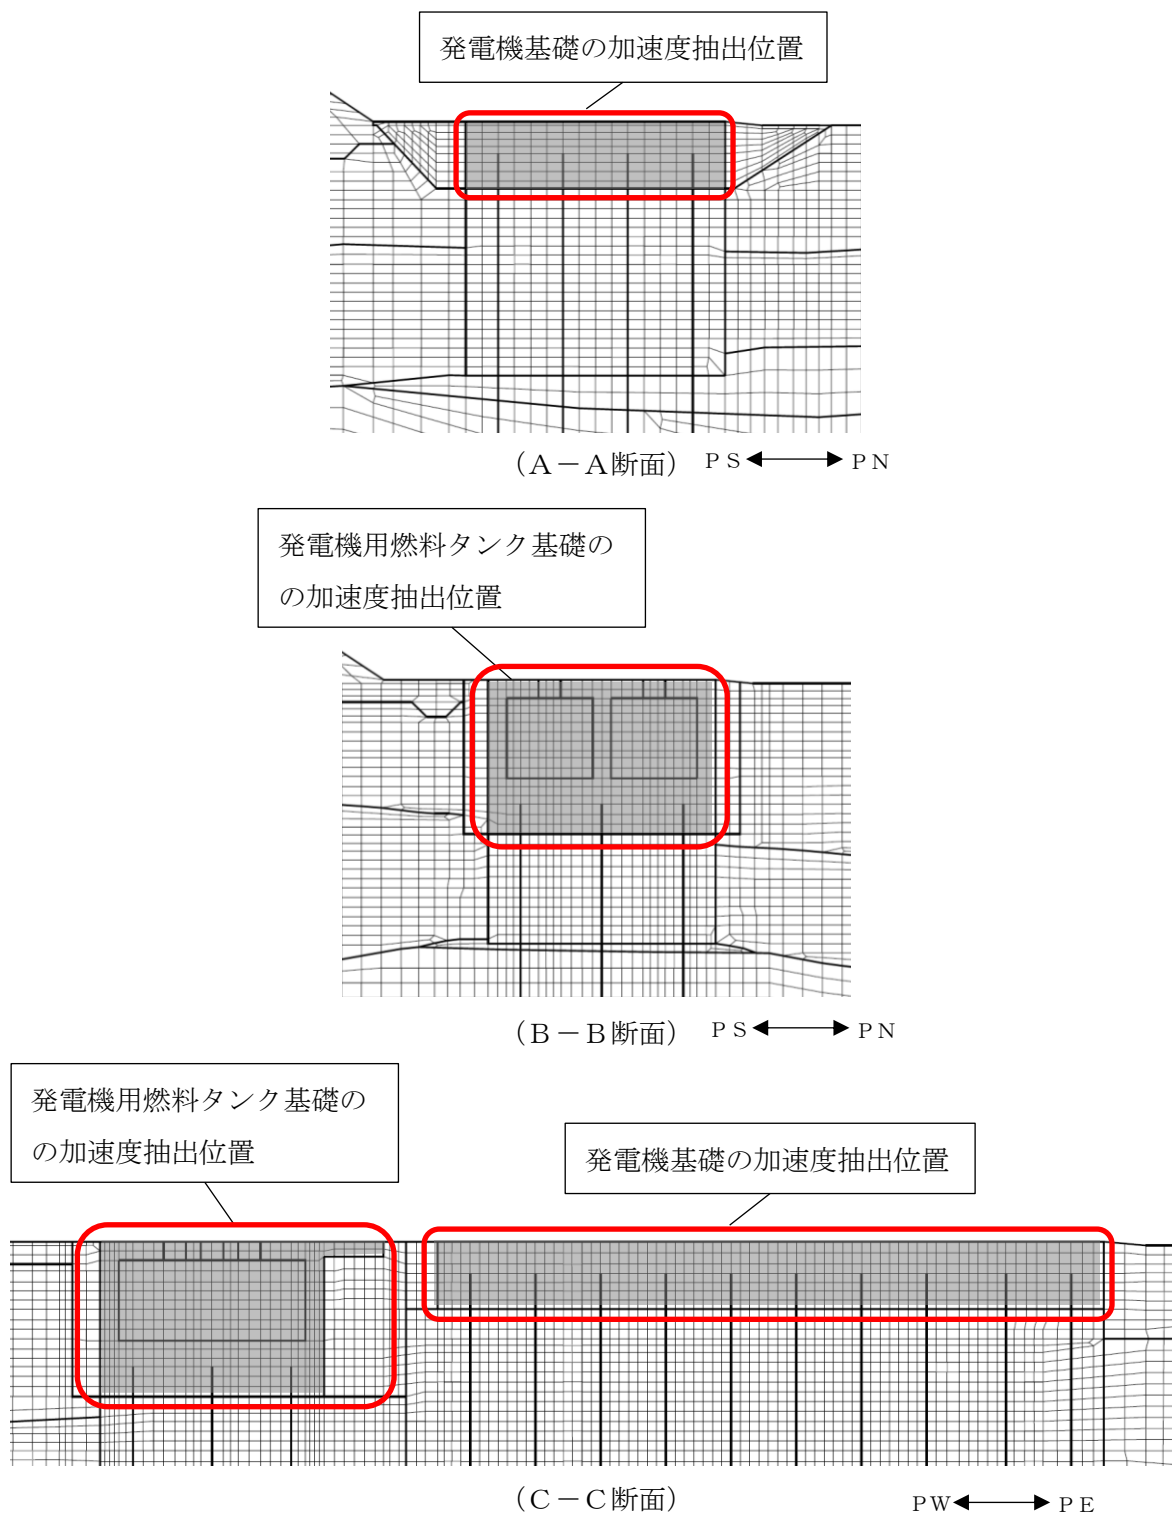 発電機基礎の加速度抽出位置
(A-A断面) PS PN
発電機用燃料タンク基礎の
の加速度抽出位置
(B-B断面) PS PN
発電機用燃料タンク基礎の
の加速度抽出位置
発電機基礎の加速度抽出位置
(C-C断面) PW PE